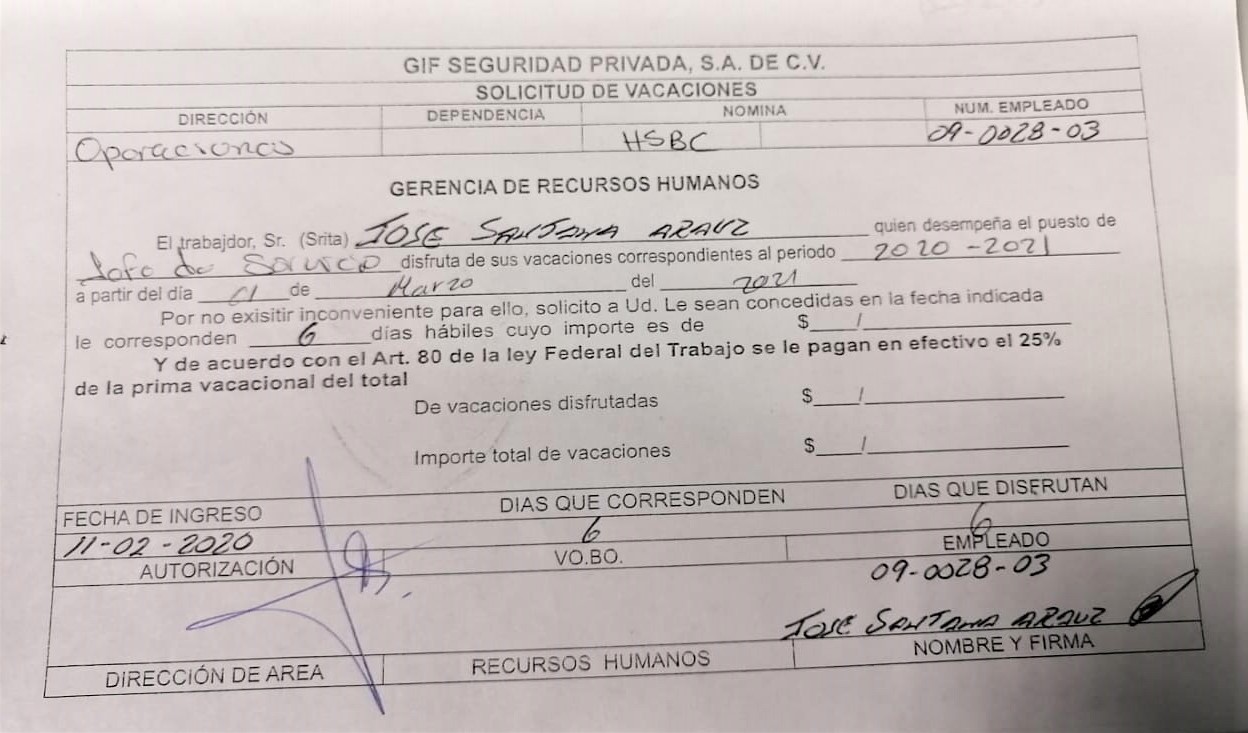 GIF SEGURIDAD PRIVADA, S.A. DE C.V.
SOLICITUD DE VACACIONES
DIRECCIÓN DEPENDENCIA NOMINA NUM. EMPLEADO
Operaciones HSBC 09-0028-03
GERENCIA DE RECURSOS HUMANOS
El trabajdor, Sr. (Srita) JOSE SANTANA ARAUZ quien desempeña el puesto de
Jefe de Servicio disfruta de sus vacaciones correspondientes al periodo 2020-2021
a partir del día 01 de Marzo del 2021
Por no exisitir inconveniente para ello, solicito a Ud. Le sean concedidas en la fecha indicada
le corresponden 6 días hábiles cuyo importe es de $ /
Y de acuerdo con el Art. 80 de la ley Federal del Trabajo se le pagan en efectivo el 25%
de la prima vacacional del total
De vacaciones disfrutadas $ /
Importe total de vacaciones $ /
FECHA DE INGRESO DIAS QUE CORRESPONDEN DIAS QUE DISFRUTAN
11-02-2020 6 6
AUTORIZACIÓN VO.BO. EMPLEADO
09-0028-03
JOSE SANTANA ARAUZ
DIRECCIÓN DE AREA RECURSOS HUMANOS NOMBRE Y FIRMA